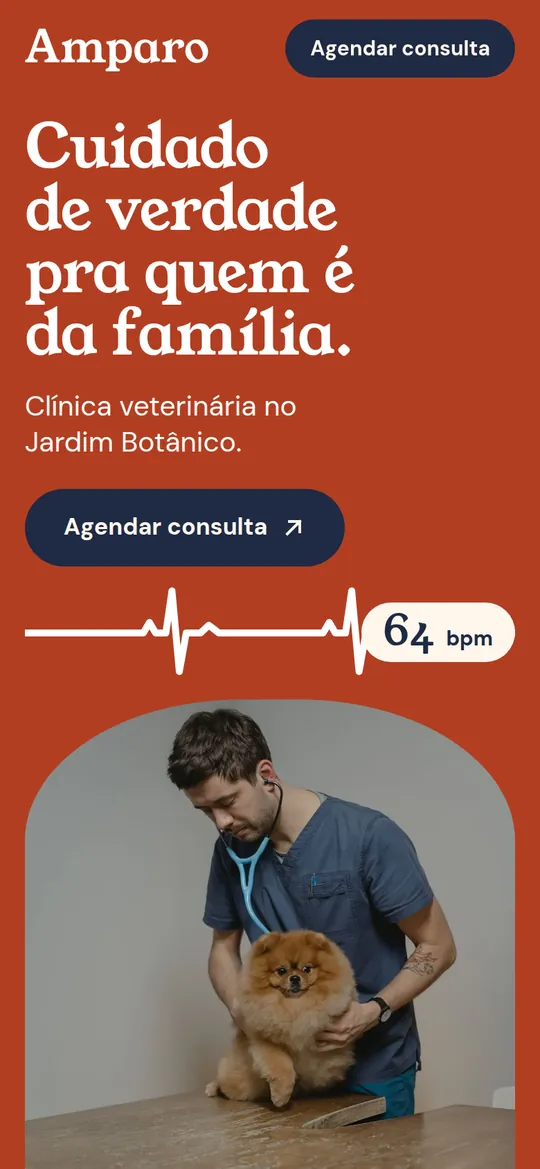 Amparo
Agendar consulta
Cuidado
de verdade
pra quem é
da família.
Clínica veterinária no
Jardim Botânico.
Agendar consulta
64 bpm